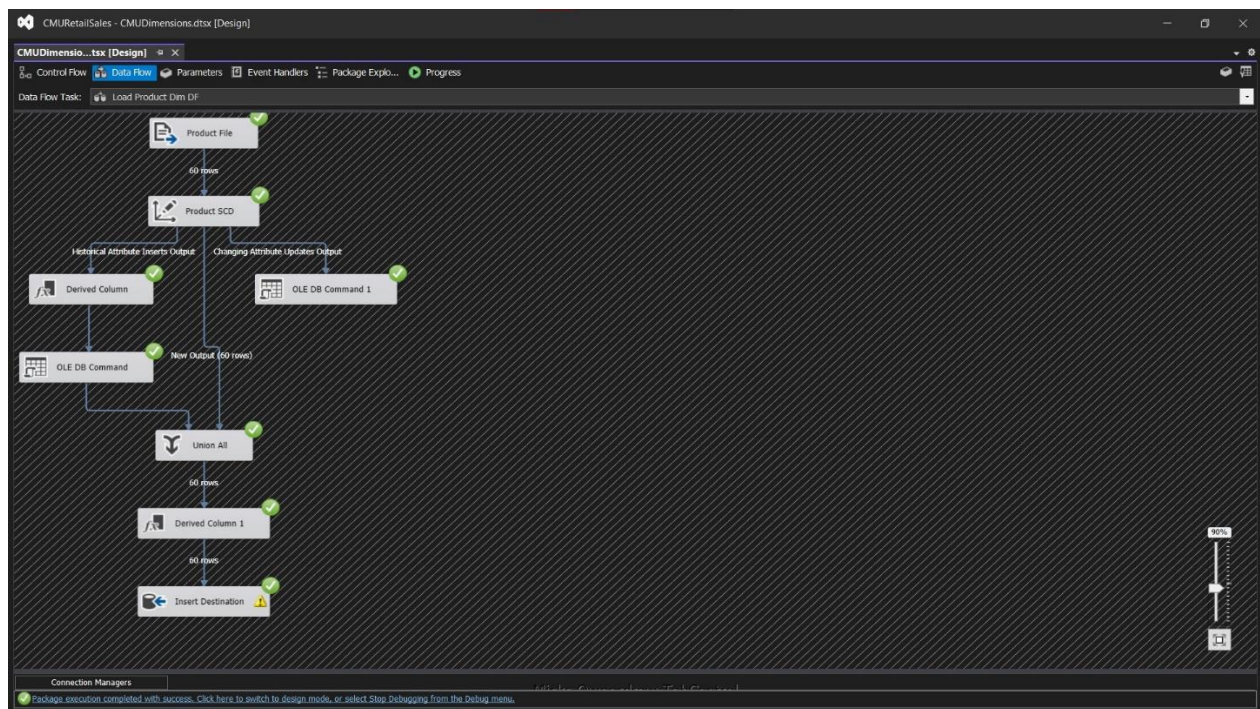 CMURetailSales - CMUDimensions.dtsx [Design]
CMUDimensio...tsx [Design]
Control Flow Data Flow Parameters Event Handlers Package Explo... Progress
Data Flow Task: Load Product Dim DF
Product File
60 rows
Product SCD
Historical Attribute Inserts Output Changing Attribute Updates Output
Derived Column OLE DB Command 1
New Output (60 rows)
OLE DB Command
Union All
60 rows
Derived Column 1
60 rows
Insert Destination
90%
Connection Managers
Package execution completed with success. Click here to switch to design mode, or select Stop Debugging from the Debug menu.